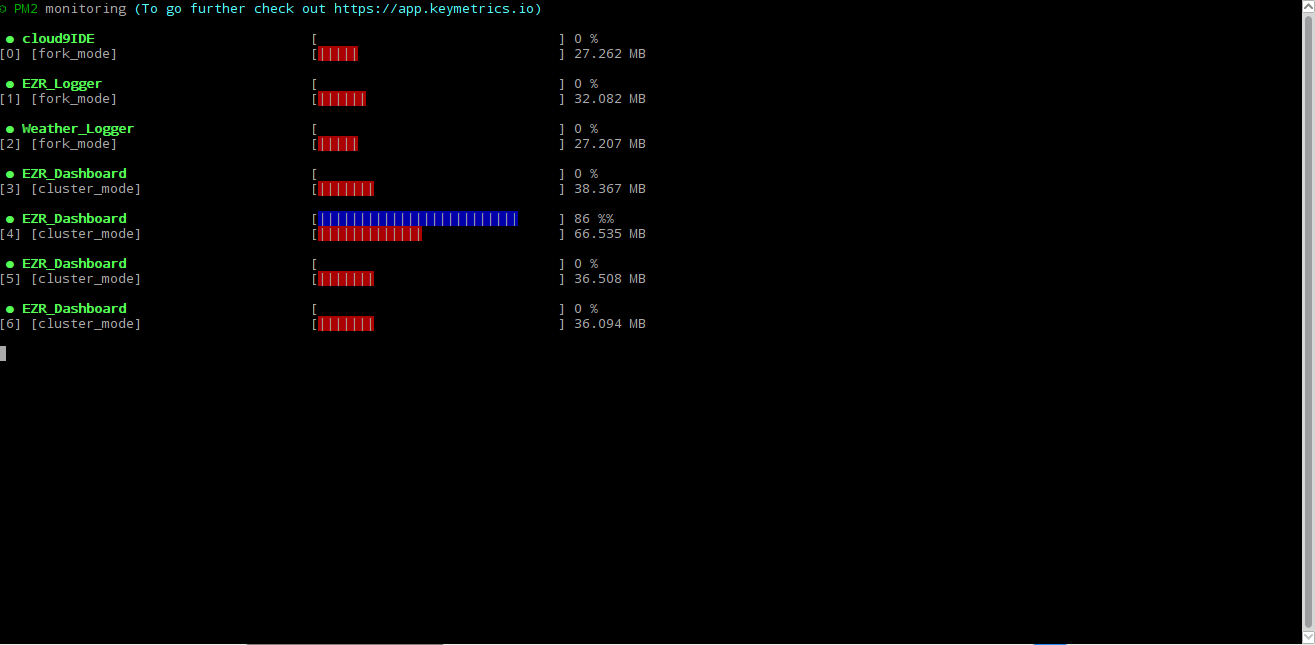 ⌬ PM2 monitoring (To go further check out https://app.keymetrics.io)
● cloud9IDE [ ] 0 %
[0] [fork_mode] [||||| ] 27.262 MB
● EZR_Logger [ ] 0 %
[1] [fork_mode] [|||||| ] 32.082 MB
● Weather_Logger [ ] 0 %
[2] [fork_mode] [||||| ] 27.207 MB
● EZR_Dashboard [ ] 0 %
[3] [cluster_mode] [||||||| ] 38.367 MB
● EZR_Dashboard [||||||||||||||||||||||||| ] 86 %%
[4] [cluster_mode] [||||||||||||| ] 66.535 MB
● EZR_Dashboard [ ] 0 %
[5] [cluster_mode] [||||||| ] 36.508 MB
● EZR_Dashboard [ ] 0 %
[6] [cluster_mode] [||||||| ] 36.094 MB